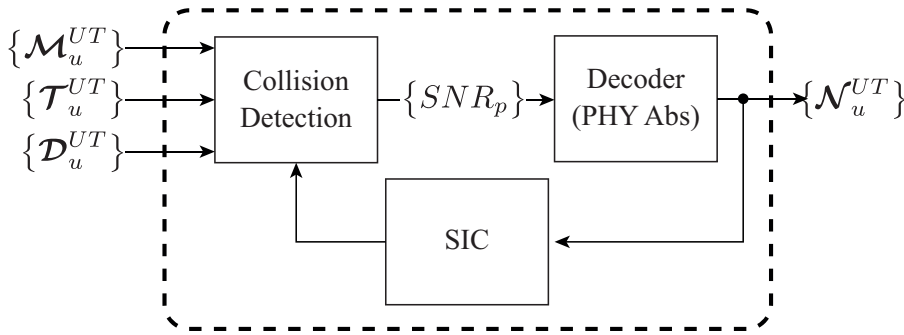 {𝓜_u^{UT}}
{𝓣_u^{UT}}
{𝓓_u^{UT}}
Collision
Detection
{SNR_p}
Decoder
(PHY Abs)
{𝓝_u^{UT}}
SIC